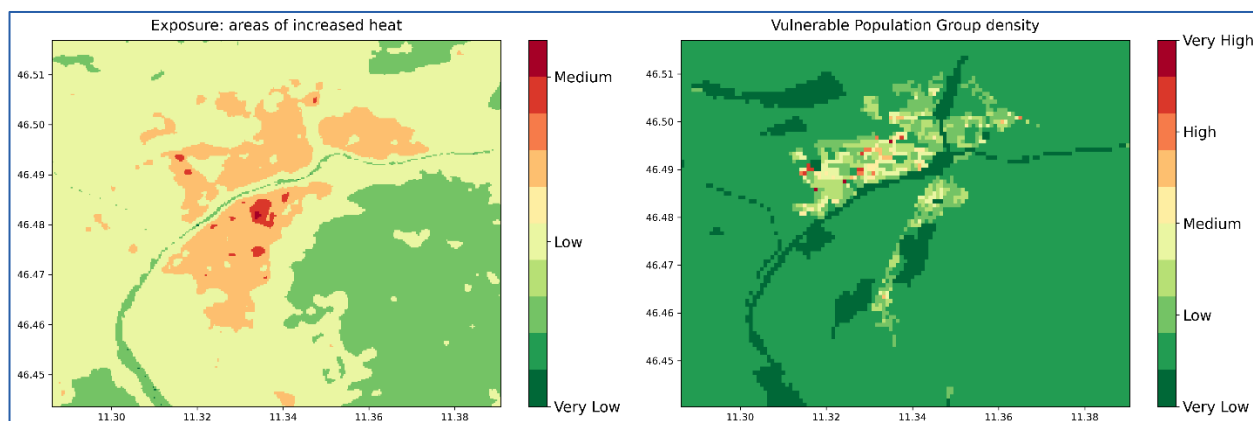 Exposure: areas of increased heat
46.51
46.50
46.49
46.48
46.47
46.46
46.45
11.30
11.32
11.34
11.36
11.38
Medium
Low
Very Low
Vulnerable Population Group density
46.51
46.50
46.49
46.48
46.47
46.46
46.45
11.30
11.32
11.34
11.36
11.38
Very High
High
Medium
Low
Very Low